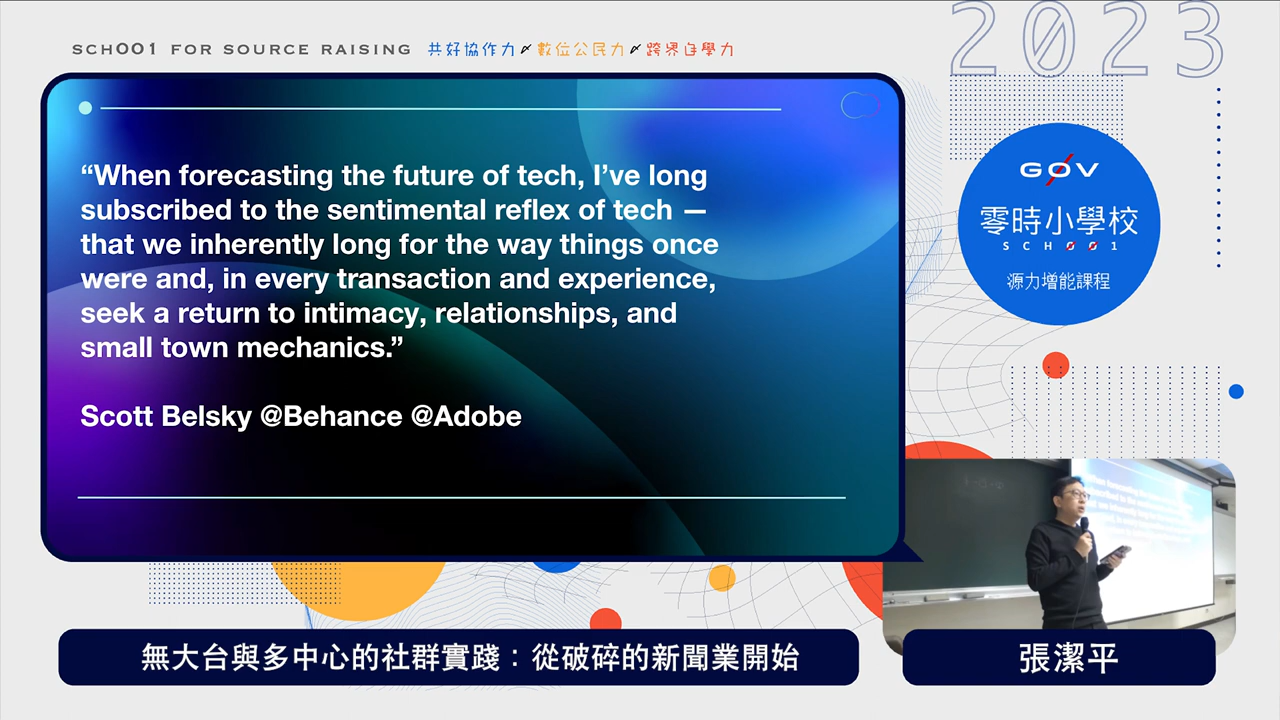 SCH001 FOR SOURCE RAISING 共好協作力 數位公民力 跨界自學力
2023
“When forecasting the future of tech, I’ve long
subscribed to the sentimental reflex of tech —
that we inherently long for the way things once
were and, in every transaction and experience,
seek a return to intimacy, relationships, and
small town mechanics.”
Scott Belsky @Behance @Adobe
G0V
零時小學校
SCH001
源力增能課程
無大台與多中心的社群實踐：從破碎的新聞業開始
張潔平